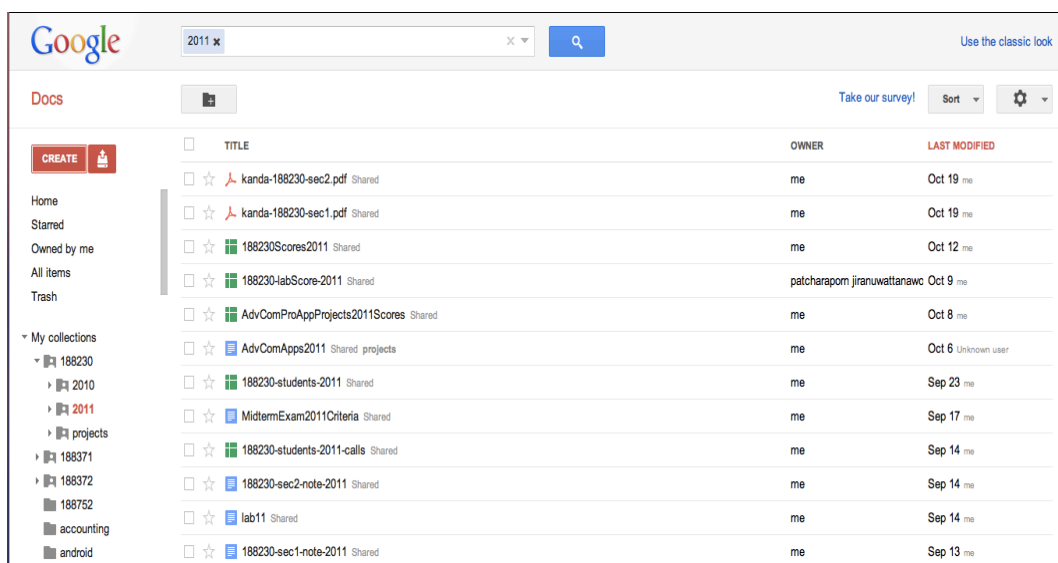 Google
2011 x
Use the classic look
Docs
Take our survey!
Sort
CREATE
Home
Starred
Owned by me
All items
Trash
My collections
188230
2010
2011
projects
188371
188372
188752
accounting
android
TITLE OWNER LAST MODIFIED
kanda-188230-sec2.pdf Shared me Oct 19 me
kanda-188230-sec1.pdf Shared me Oct 19 me
188230Scores2011 Shared me Oct 12 me
188230-labScore-2011 Shared patcharaporn jiranuwattanawo Oct 9 me
AdvComProAppProjects2011Scores Shared me Oct 8 me
AdvComApps2011 Shared projects me Oct 6 Unknown user
188230-students-2011 Shared me Sep 23 me
MidtermExam2011Criteria Shared me Sep 17 me
188230-students-2011-calls Shared me Sep 14 me
188230-sec2-note-2011 Shared me Sep 14 me
lab11 Shared me Sep 14 me
188230-sec1-note-2011 Shared me Sep 13 me